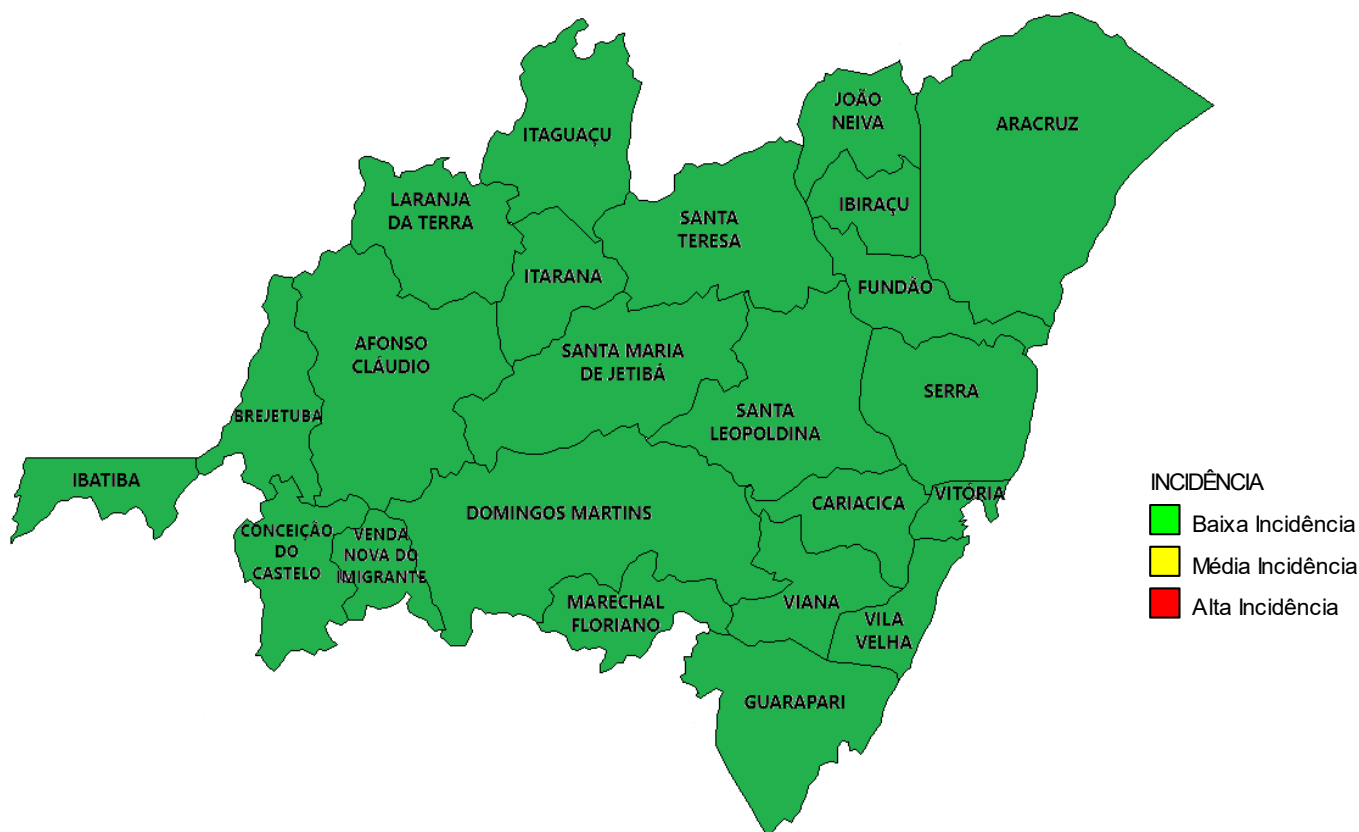 JOÃO
NEIVA
ARACRUZ
ITAGUAÇU
LARANJA
DA TERRA
IBIRAÇU
SANTA
TERESA
ITARANA
FUNDÃO
AFONSO
CLÁUDIO
SANTA MARIA
DE JETIBÁ
SERRA
BREJETUBA
SANTA
LEOPOLDINA
IBATIBA
VITÓRIA
CARIACICA
DOMINGOS MARTINS
CONCEIÇÃO
DO
CASTELO
VENDA
NOVA DO
IMIGRANTE
MARECHAL
FLORIANO
VIANA
VILA
VELHA
GUARAPARI
INCIDÊNCIA
Baixa Incidência
Média Incidência
Alta Incidência